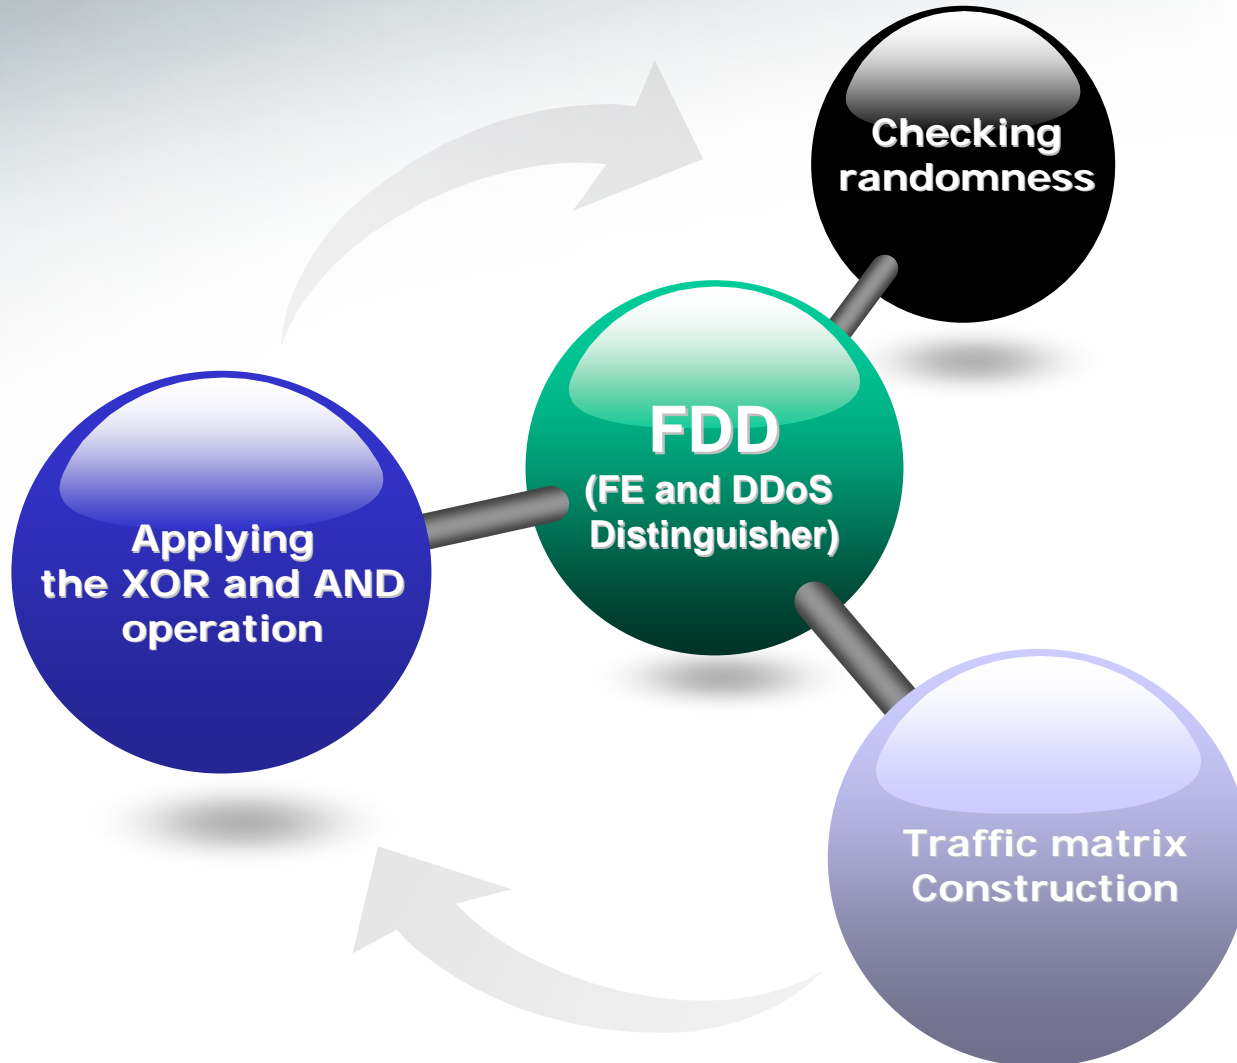 Checking
randomness
FDD
(FE and DDoS
Distinguisher)
Applying
the XOR and AND
operation
Traffic matrix
Construction